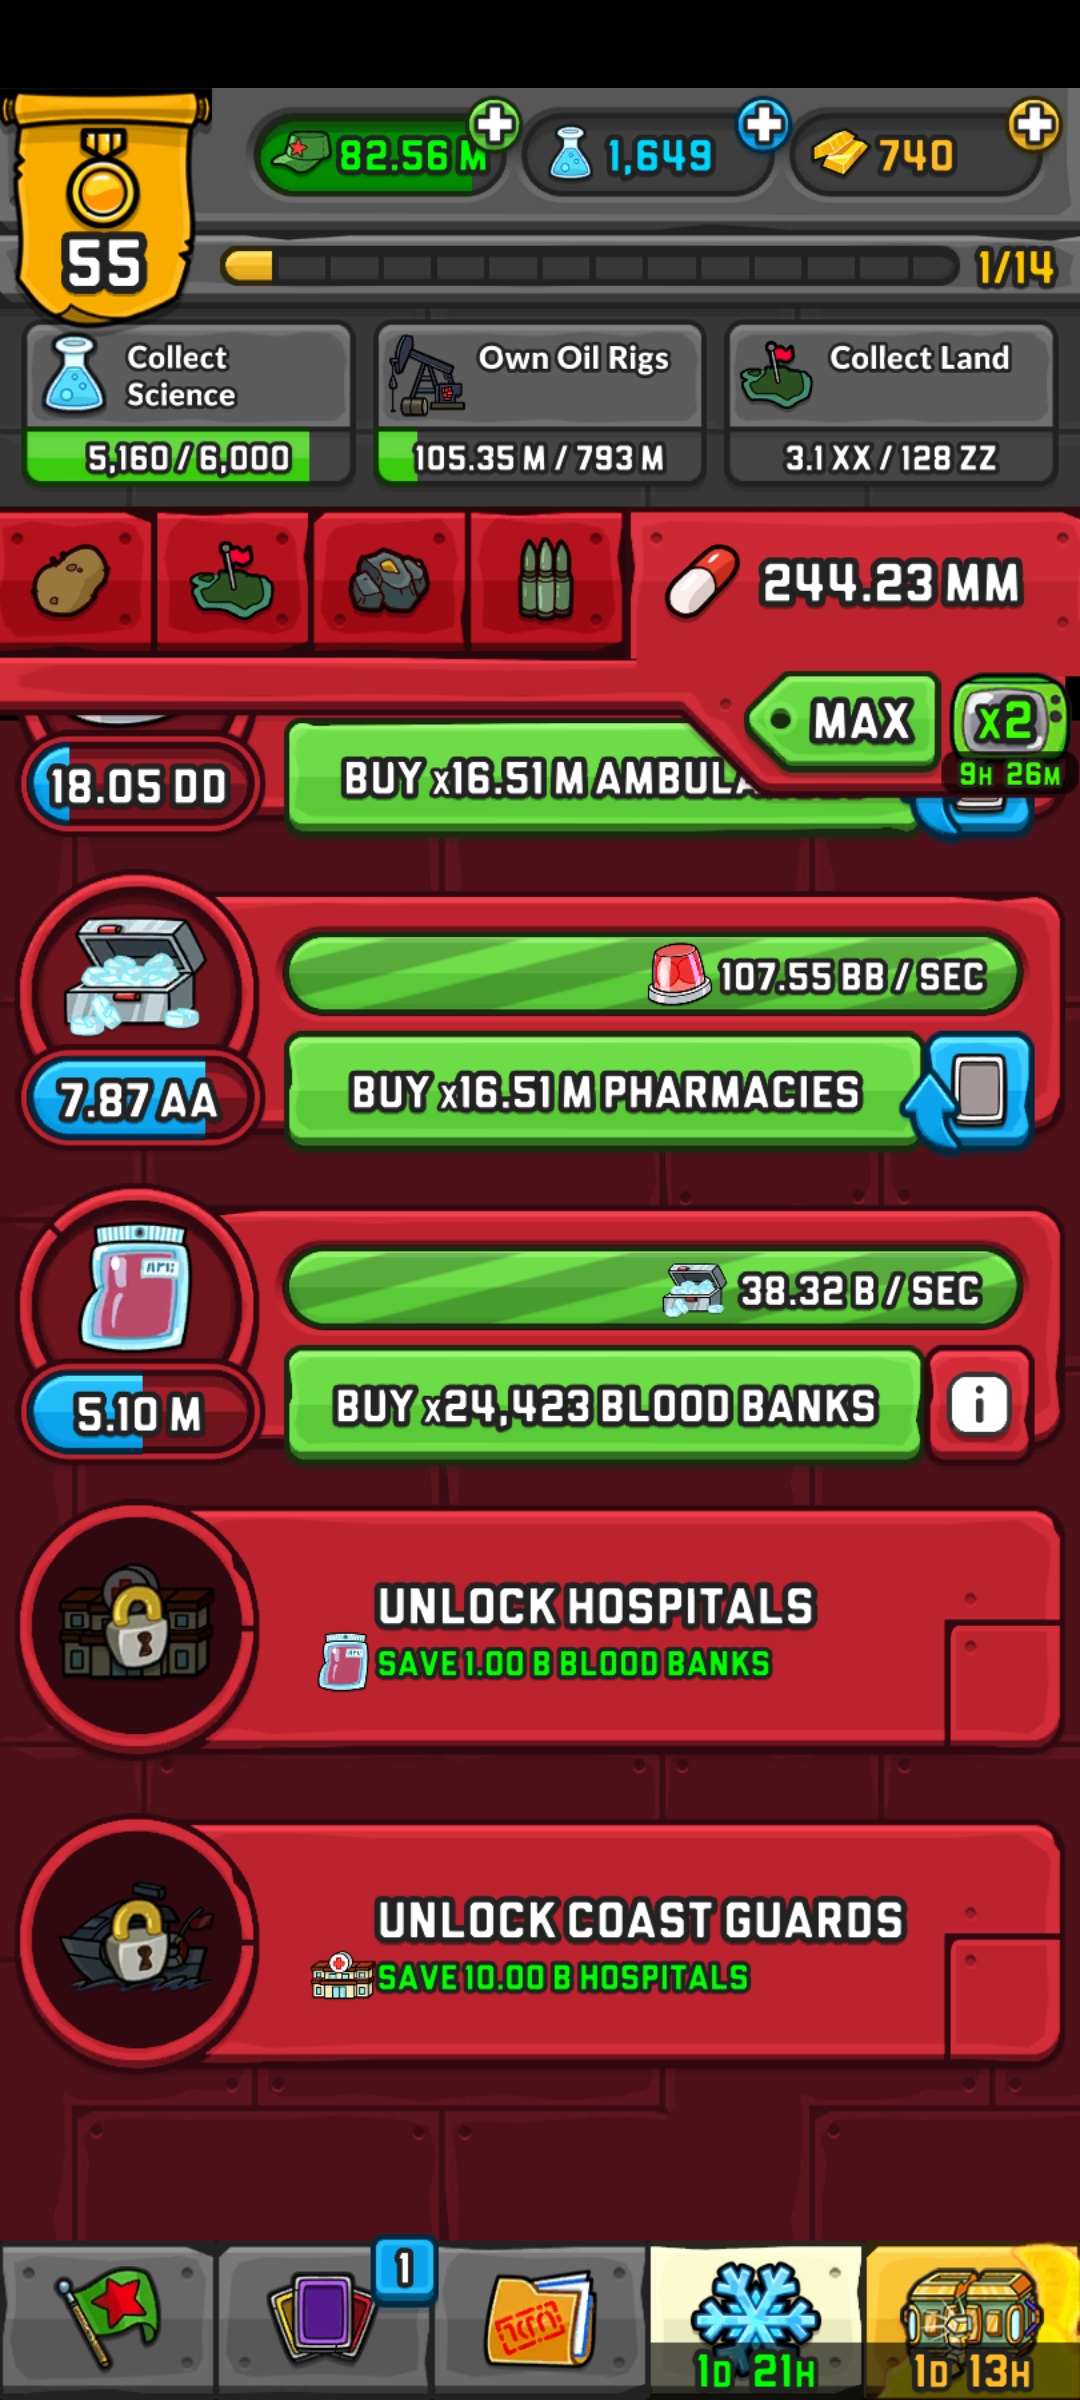 55
82.56 M
1,649
740
1/14
Collect
Science
5,160 / 6,000
Own Oil Rigs
105.35 M / 793 M
Collect Land
3.1 XX / 128 ZZ
244.23 MM
MAX
x2
9H 26M
18.05 DD
BUY x16.51 M
107.55 BB / SEC
7.87 AA
BUY x16.51 M PHARMACIES
38.32 B / SEC
5.10 M
BUY x24,423 BLOOD BANKS
i
UNLOCK HOSPITALS
SAVE 1.00 B BLOOD BANKS
UNLOCK COAST GUARDS
SAVE 10.00 B HOSPITALS
1
1D 21H
1D 13H